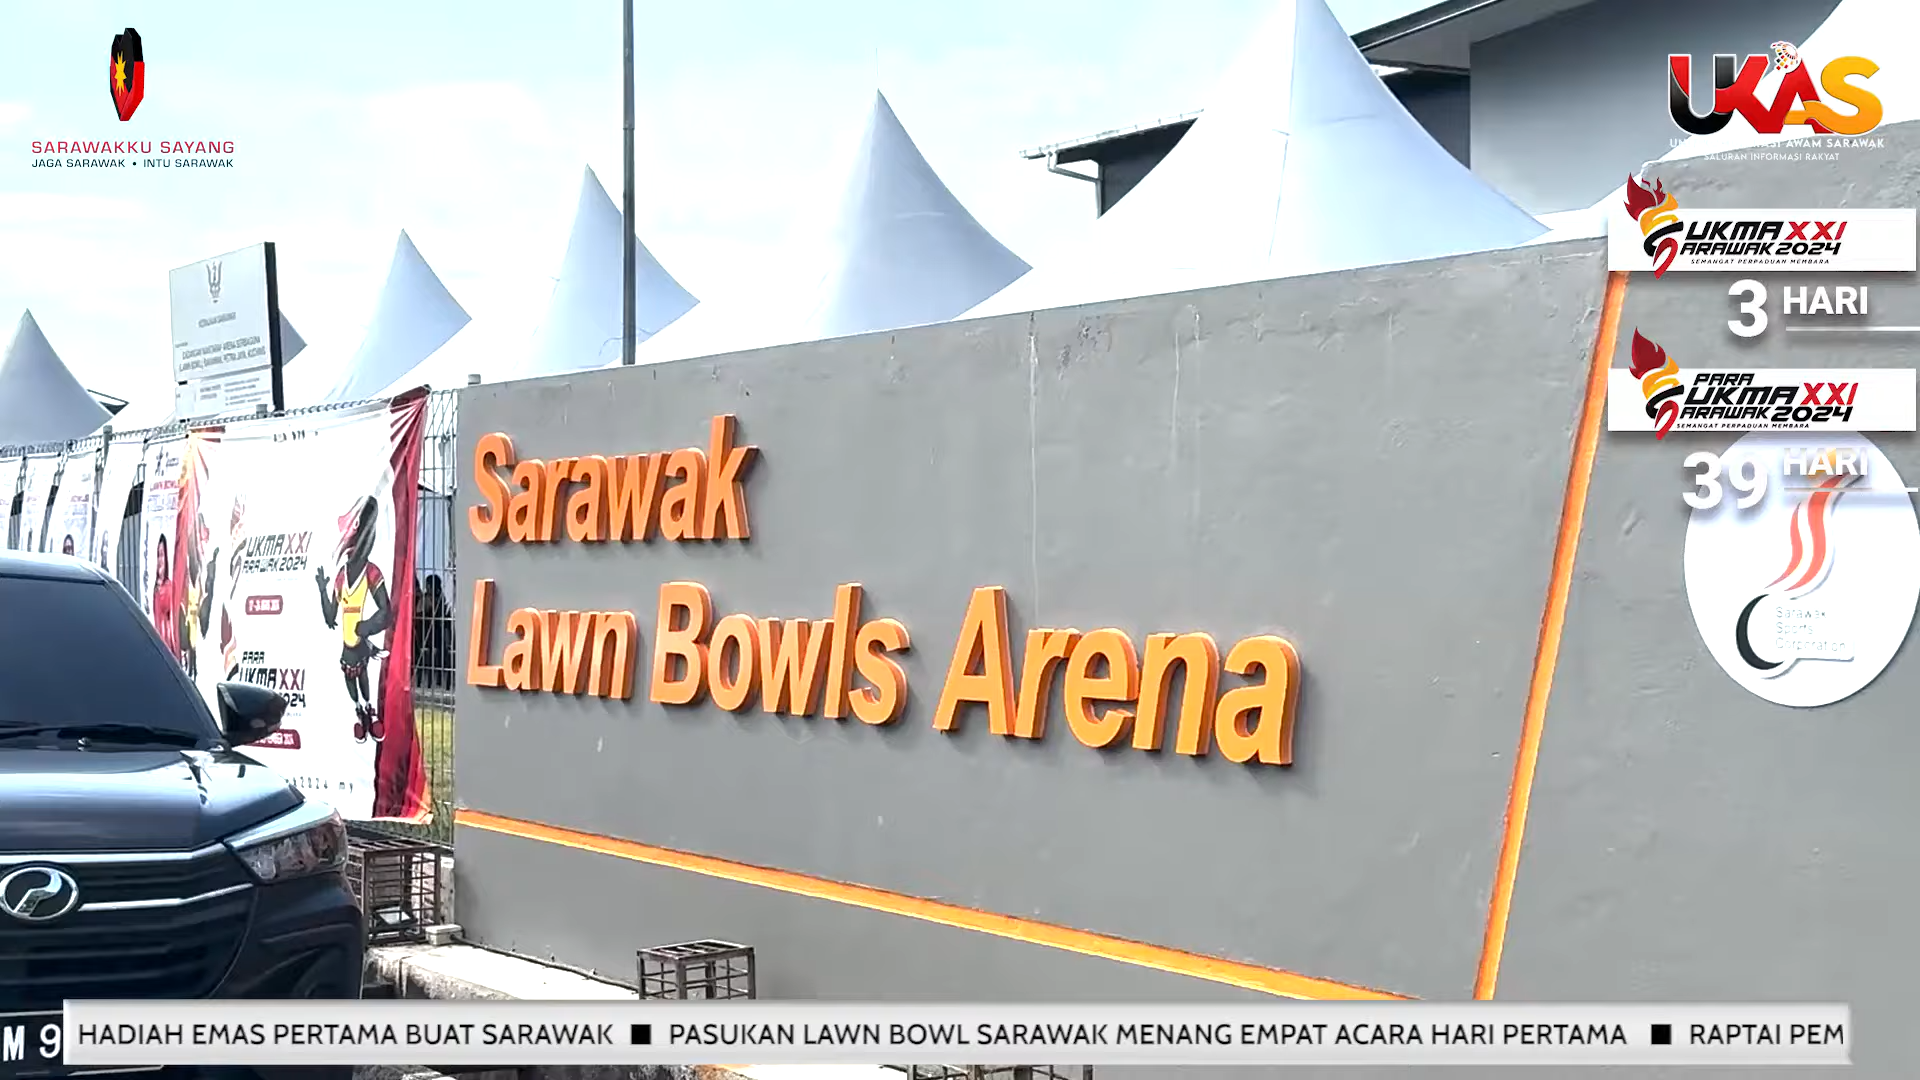 SARAWAKKU SAYANG
JAGA SARAWAK • INTU SARAWAK
UKAS
SALURAN INFORMASI RAKYAT
SUKMA XXI
SARAWAK 2024
SEMANGAT PERPADUAN MEMBARA
3 HARI
PARA
SUKMA XXI
SARAWAK 2024
SEMANGAT PERPADUAN MEMBARA
39 HARI
Sarawak
Sports
Corporation
Sarawak
Lawn Bowls Arena
SUKMA XXI
SARAWAK 2024
PARA
UKMA XXI
M 9
HADIAH EMAS PERTAMA BUAT SARAWAK ■ PASUKAN LAWN BOWL SARAWAK MENANG EMPAT ACARA HARI PERTAMA ■ RAPTAI PEM